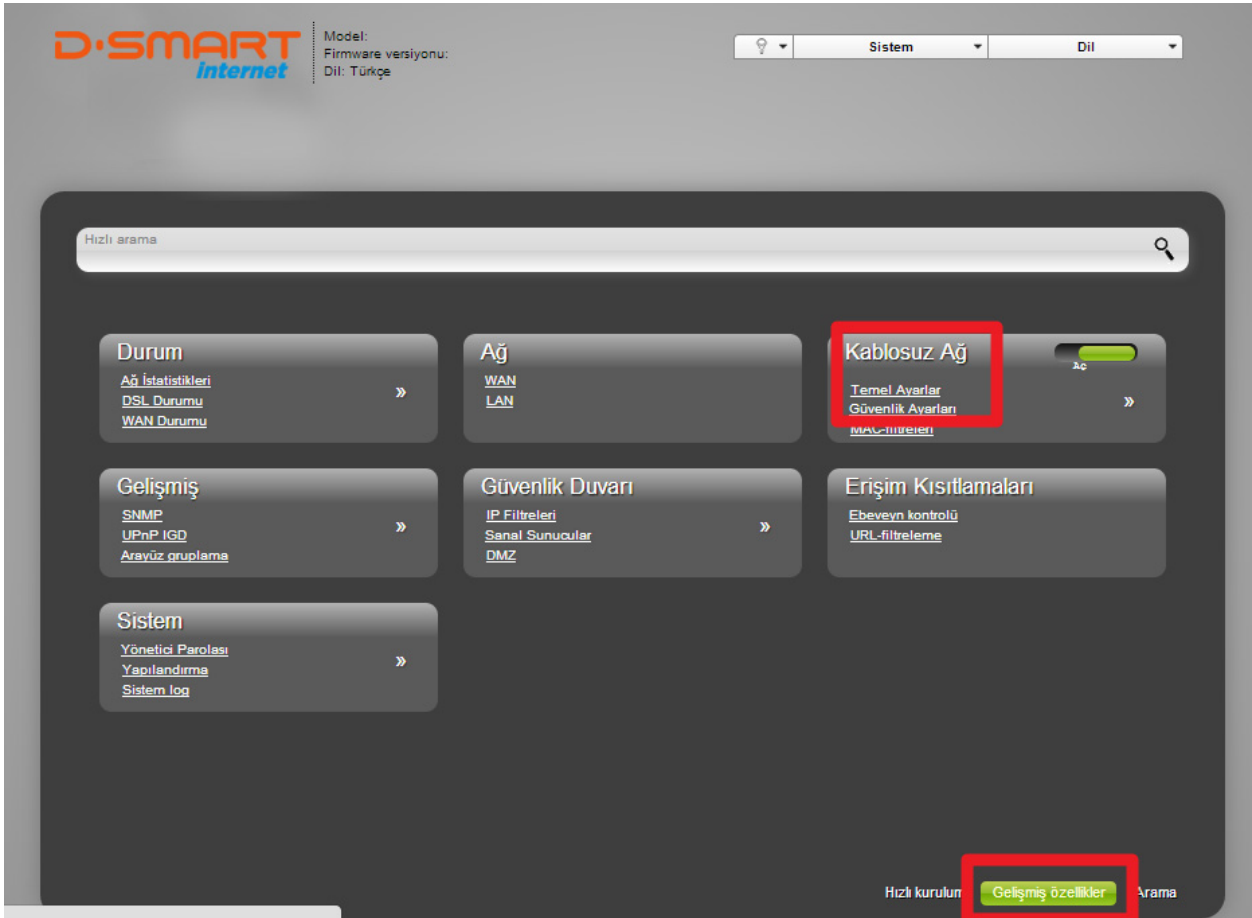 D·SMART
internet
Model:
Firmware versiyonu:
Dil: Türkçe
Sistem
Dil
Hızlı arama
Durum
Ağ İstatistikleri
DSL Durumu
WAN Durumu
»
Ağ
WAN
LAN
Kablosuz Ağ
Aç
Temel Ayarlar
Güvenlik Ayarları
MAC-filtreleri
»
Gelişmiş
SNMP
UPnP IGD
Arayüz gruplama
»
Güvenlik Duvarı
IP Filtreleri
Sanal Sunucular
DMZ
»
Erişim Kısıtlamaları
Ebeveyn kontrolü
URL-filtreleme
Sistem
Yönetici Parolası
Yapılandırma
Sistem log
»
Hızlı kurulum Gelişmiş özellikler Arama